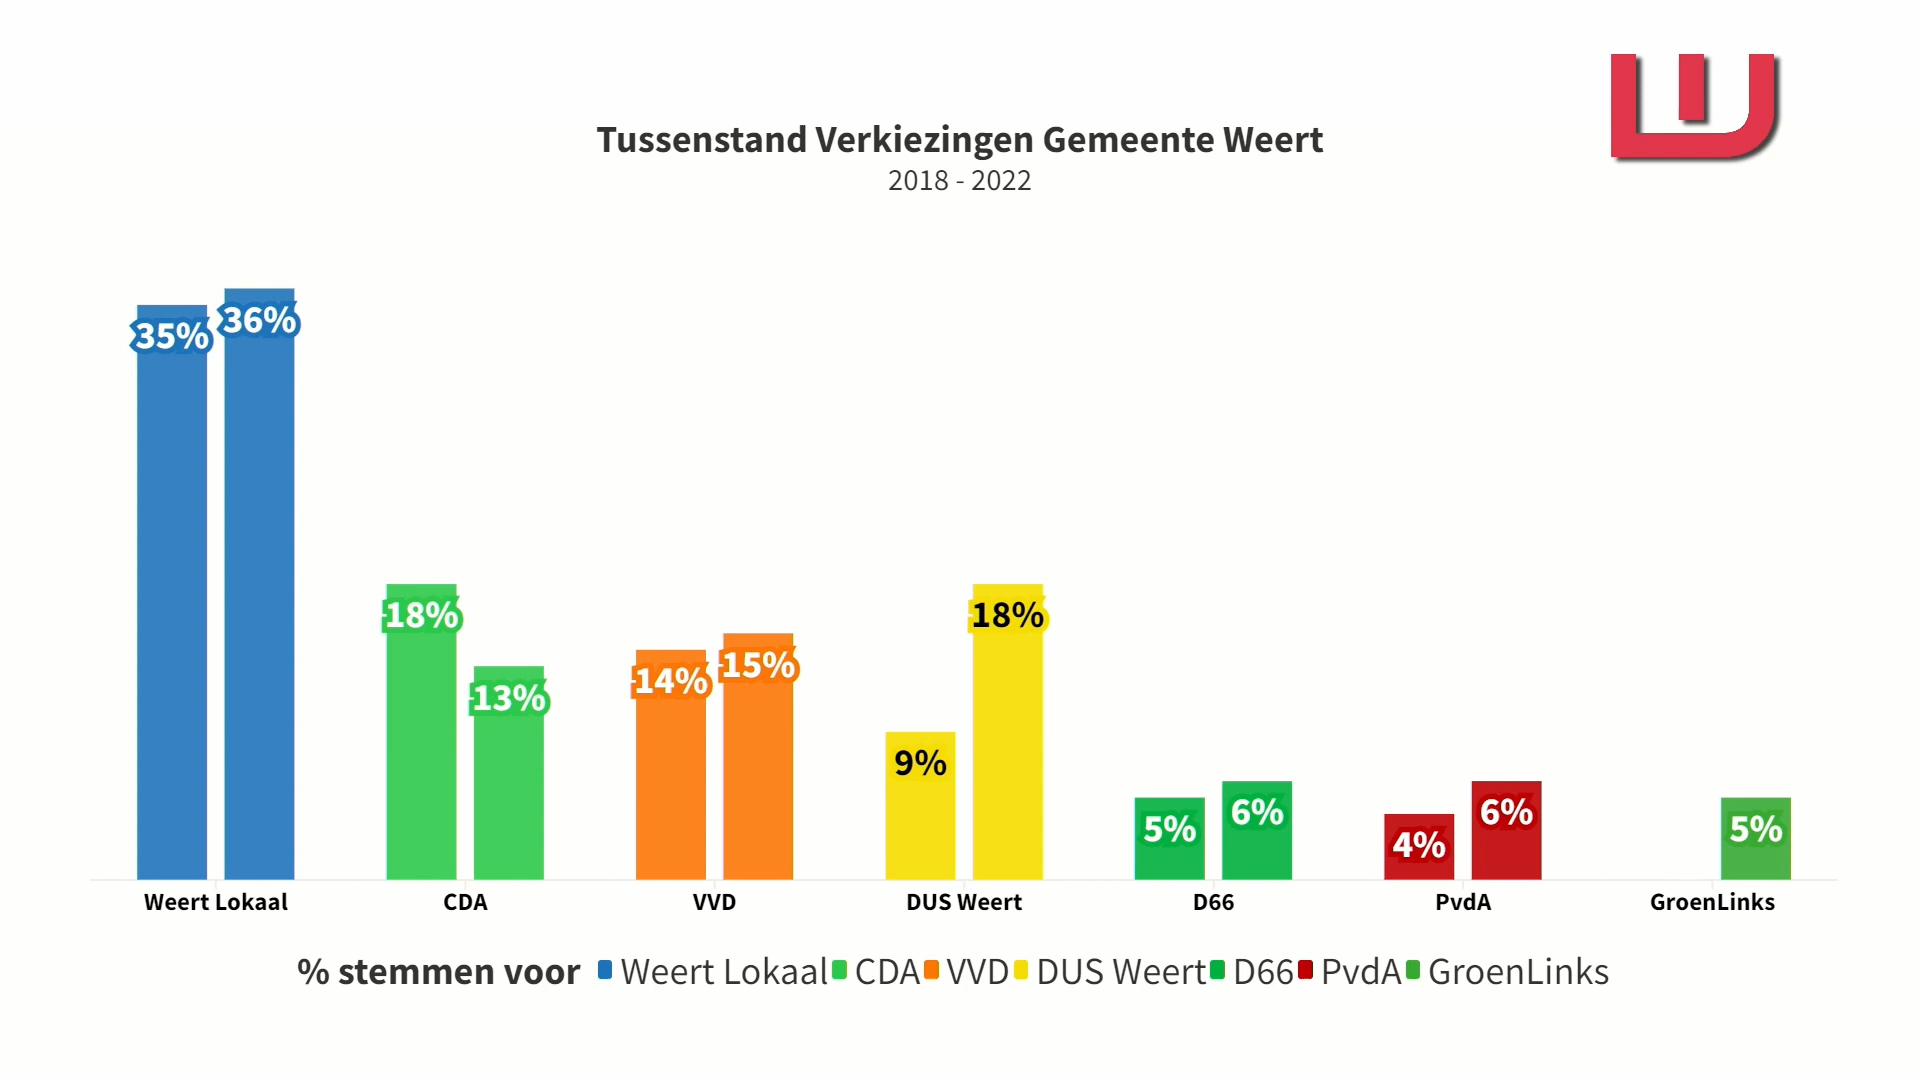 Tussenstand Verkiezingen Gemeente Weert
2018 - 2022
35% 36%
18% 13%
14% 15%
9% 18%
5% 6%
4% 6%
5%
Weert Lokaal CDA VVD DUS Weert D66 PvdA GroenLinks
% stemmen voor Weert Lokaal CDA VVD DUS Weert D66 PvdA GroenLinks